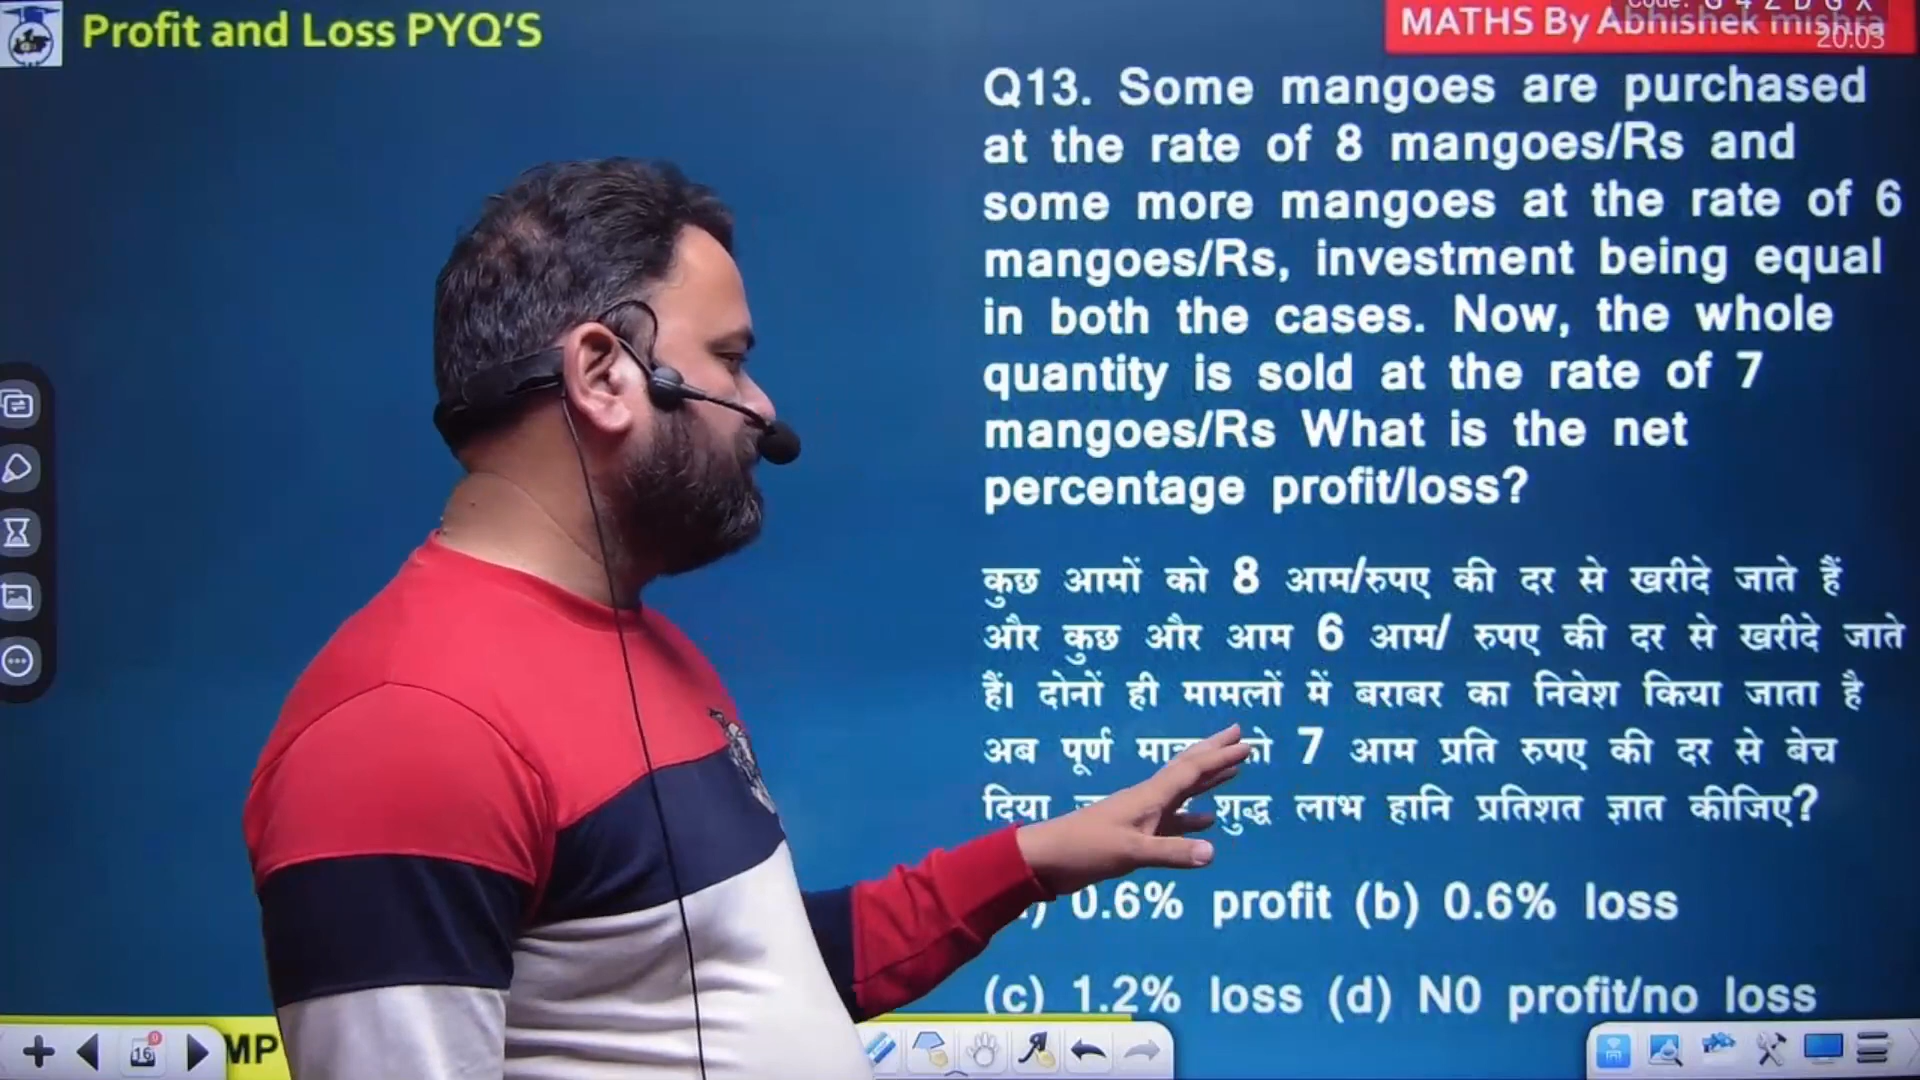 Profit and Loss PYQ'S
Code: G 4 Z D G X
MATHS By Abhishek mishra
20:03
Q13. Some mangoes are purchased
at the rate of 8 mangoes/Rs and
some more mangoes at the rate of 6
mangoes/Rs, investment being equal
in both the cases. Now, the whole
quantity is sold at the rate of 7
mangoes/Rs What is the net
percentage profit/loss?
कुछ आमों को 8 आम/रुपए की दर से खरीदे जाते हैं
और कुछ और आम 6 आम/ रुपए की दर से खरीदे जाते
हैं। दोनों ही मामलों में बराबर का निवेश किया जाता है
अब पूर्ण को 7 आम प्रति रुपए की दर से बेच
दिया शुद्ध लाभ हानि प्रतिशत ज्ञात कीजिए?
0.6% profit (b) 0.6% loss
(c) 1.2% loss (d) N0 profit/no loss
16
MP